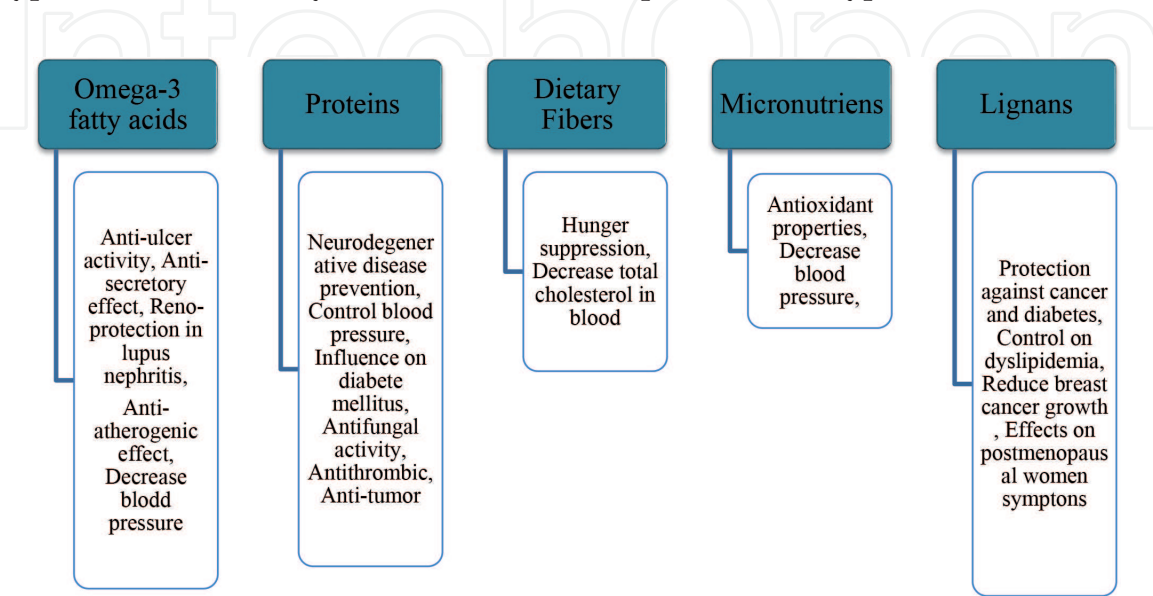 IntechOpen
Omega-3
fatty acids
Anti-ulcer
activity, Anti-
secretory
effect, Reno-
protection in
lupus
nephritis,
Anti-
atherogenic
effect,
Decrease
blodd
pressure
Proteins
Neurodegener
ative disease
prevention,
Control blood
pressure,
Influence on
diabete
mellitus,
Antifungal
activity,
Antithrombic,
Anti-tumor
Dietary
Fibers
Hunger
suppression,
Decrease total
cholesterol in
blood
Micronutriens
Antioxidant
properties,
Decrease
blood
pressure,
Lignans
Protection
against cancer
and diabetes,
Control on
dyslipidemia,
Reduce breast
cancer growth
, Effects on
postmenopaus
al women
symptons